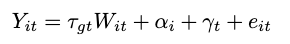 Y_{it} = τ_{gt}W_{it} + α_i + γ_t + e_{it}